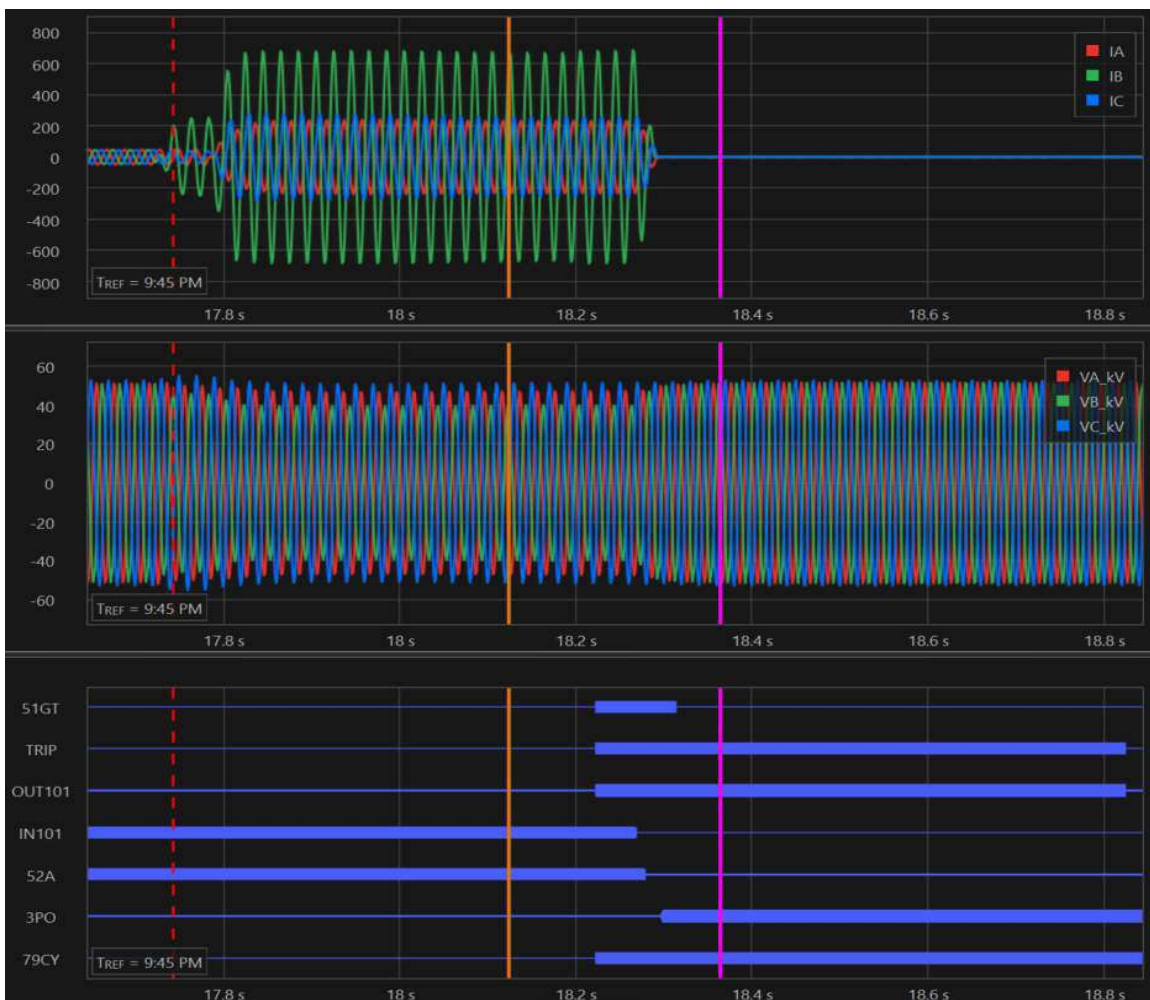 800
600
400
200
0
-200
-400
-600
-800
IA
IB
IC
TREF = 9:45 PM
17.8 s 18 s 18.2 s 18.4 s 18.6 s 18.8 s
60
40
20
0
-20
-40
-60
VA_kV
VB_kV
VC_kV
TREF = 9:45 PM
17.8 s 18 s 18.2 s 18.4 s 18.6 s 18.8 s
51GT
TRIP
OUT101
IN101
52A
3PO
79CY
TREF = 9:45 PM
17.8 s 18 s 18.2 s 18.4 s 18.6 s 18.8 s